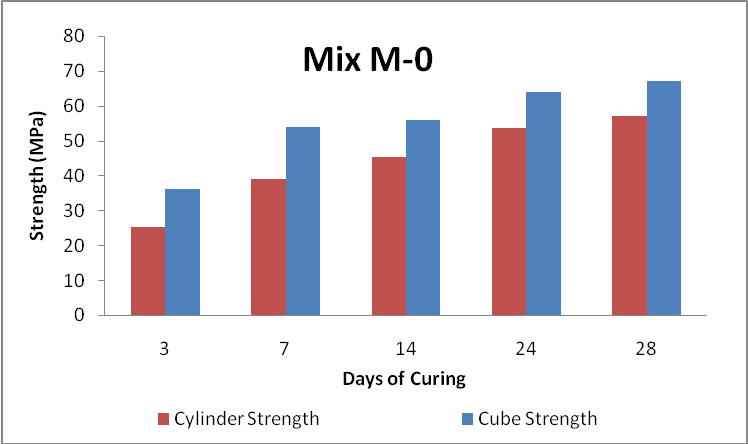 Mix M-0
80
70
60
50
40
30
20
10
0
Strength (MPa)
3 7 14 24 28
Days of Curing
Cylinder Strength Cube Strength